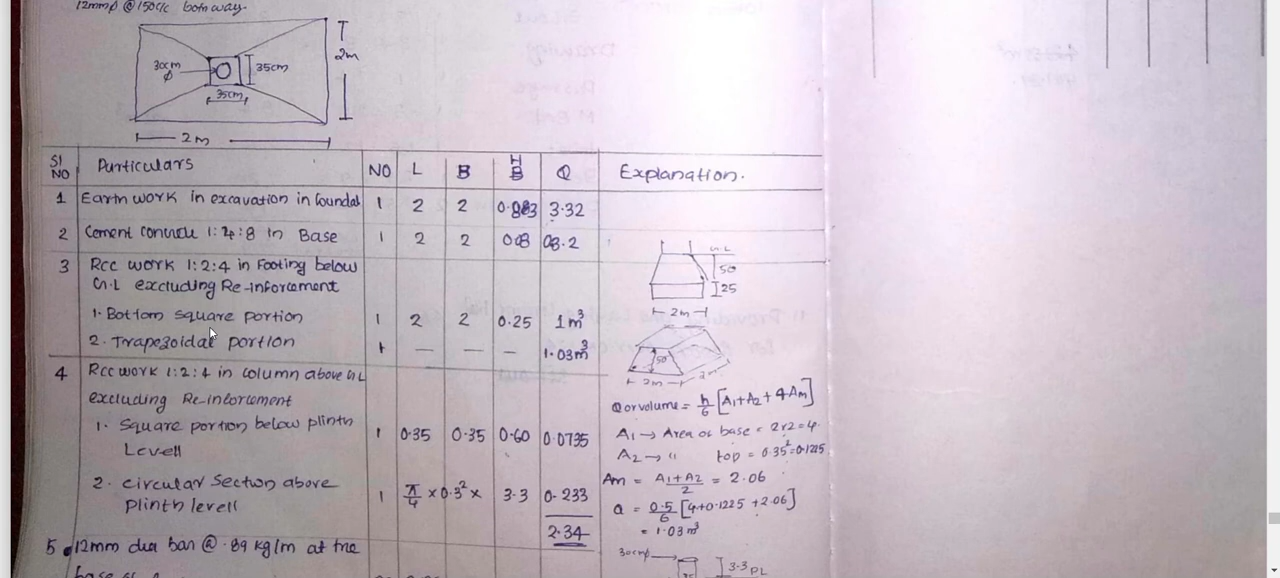 12mmφ @ 150c/c both way.
2m
30cm φ
35cm
35cm
2m
Sl NO Particulars NO L B H Q Explanation.
1 Earth work in excavation in foundat 1 2 2 3.32
2 Cement concrete 1:4:8 in Base 1 2 2 0.08
3 Rcc work 1:2:4 in Footing below
G.L excluding Re-inforcement
1. Bottom square portion 1 2 2 0.25 1m³
2. Trapezoidal portion 1 — — — 1.03m³
4 Rcc work 1:2:4 in column above G.L
excluding Re-inforcement
1. Square portion below plinth 1 0.35 0.35 0.60 0.0735
Levell
2. circular Section above 1 π/4 × 0.3² × 3.3 0.233
plinth levell
2.34
5. 12mm dia bar @ .89 kg/m at the
G.L
50
25
2m
50
2m
2m
Q or volume = h/6 [A1+A2+4Am]
A1 → Area of base = 2x2=4.
A2 → " top = 0.35²=0.1225
Am = A1+A2/2 = 2.06
Q = 0.5/6 [4+0.1225+2.06]
= 1.03m³
30cmφ
3.3 PL